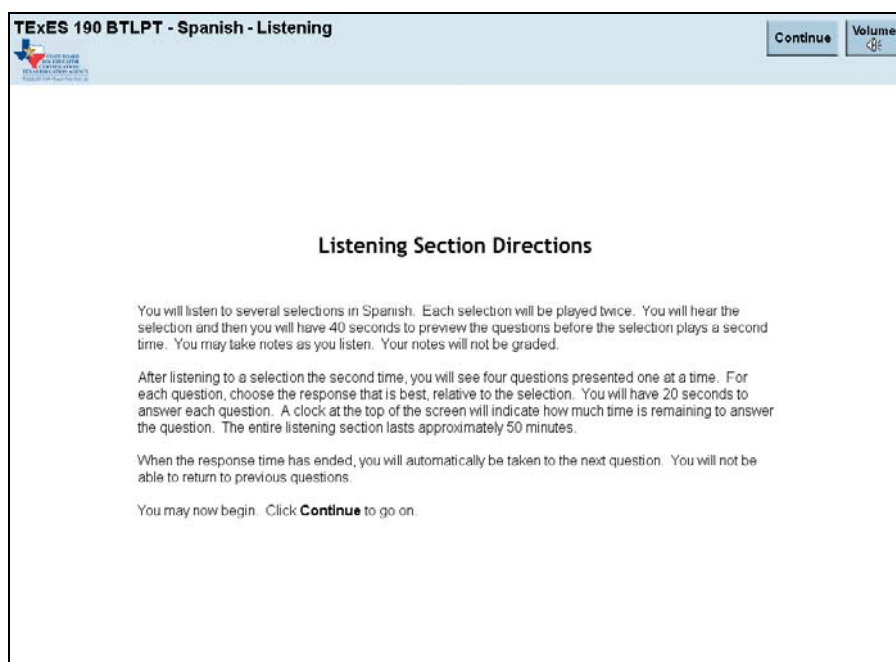 TExES 190 BTLPT - Spanish - Listening
Continue
Volume
STATE BOARD
FOR EDUCATOR
CERTIFICATION
TEXAS EDUCATION AGENCY
Listening Section Directions
You will listen to several selections in Spanish. Each selection will be played twice. You will hear the
selection and then you will have 40 seconds to preview the questions before the selection plays a second
time. You may take notes as you listen. Your notes will not be graded.
After listening to a selection the second time, you will see four questions presented one at a time. For
each question, choose the response that is best, relative to the selection. You will have 20 seconds to
answer each question. A clock at the top of the screen will indicate how much time is remaining to answer
the question. The entire listening section lasts approximately 50 minutes.
When the response time has ended, you will automatically be taken to the next question. You will not be
able to return to previous questions.
You may now begin. Click Continue to go on.